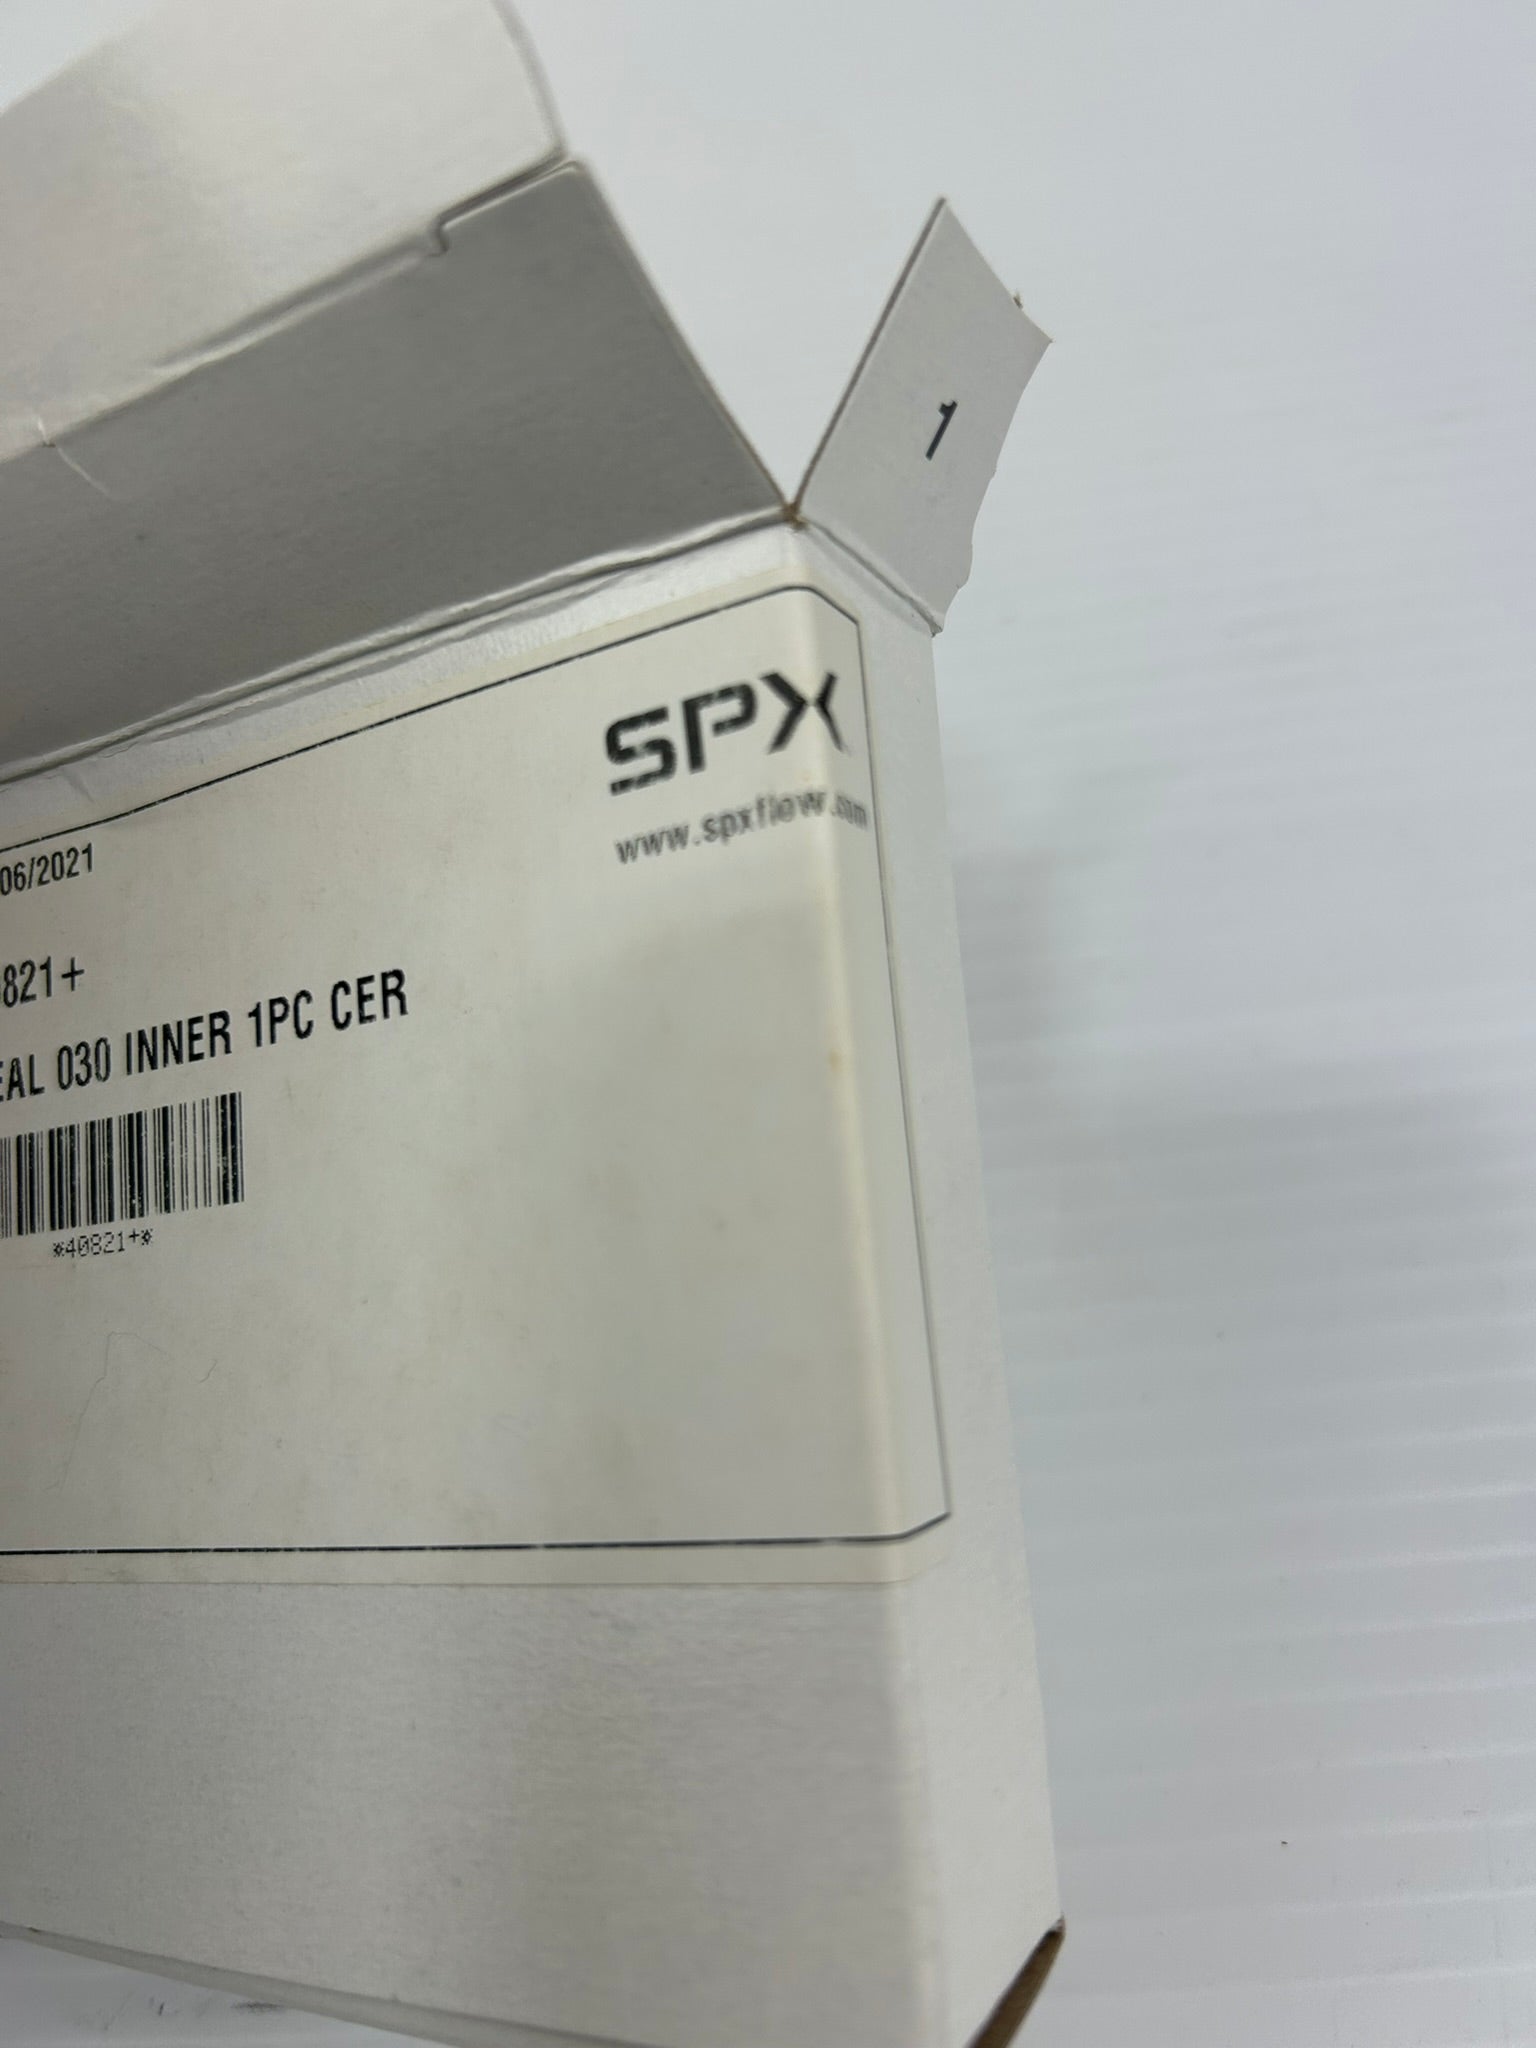 1
SPX
www.spxflow.com
06/2021
821+
EAL 030 INNER 1PC CER
*40821+*